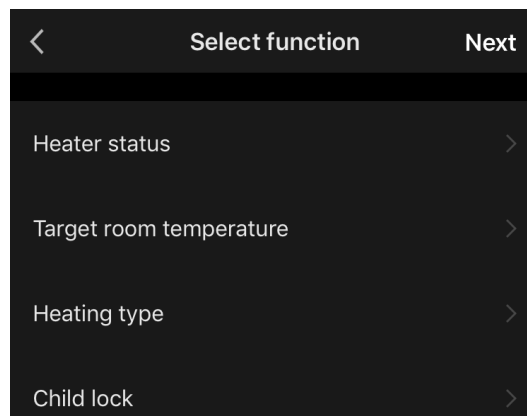 Select function
Next
Heater status
Target room temperature
Heating type
Child lock